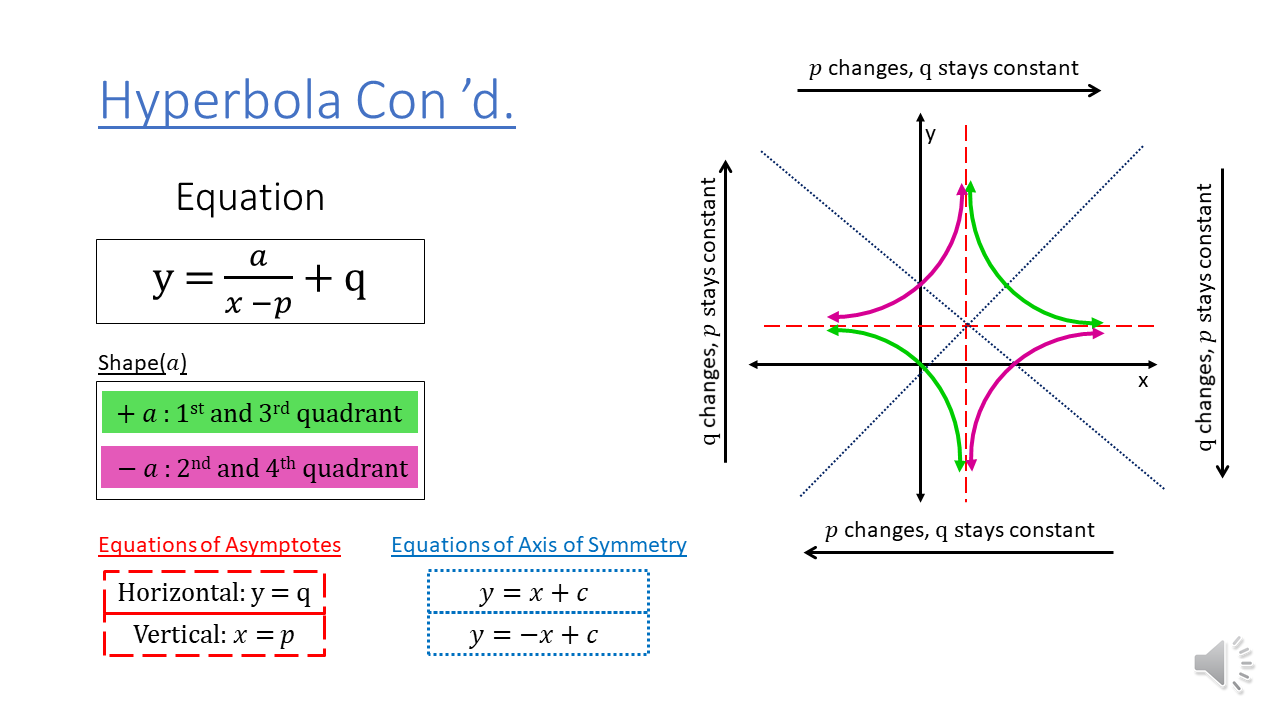 Hyperbola Con ’d.
Equation
y = a / (x − p) + q
Shape(a)
+ a : 1st and 3rd quadrant
− a : 2nd and 4th quadrant
Equations of Asymptotes
Horizontal: y = q
Vertical: x = p
Equations of Axis of Symmetry
y = x + c
y = −x + c
p changes, q stays constant
q changes, p stays constant
y
x
q changes, p stays constant
p changes, q stays constant